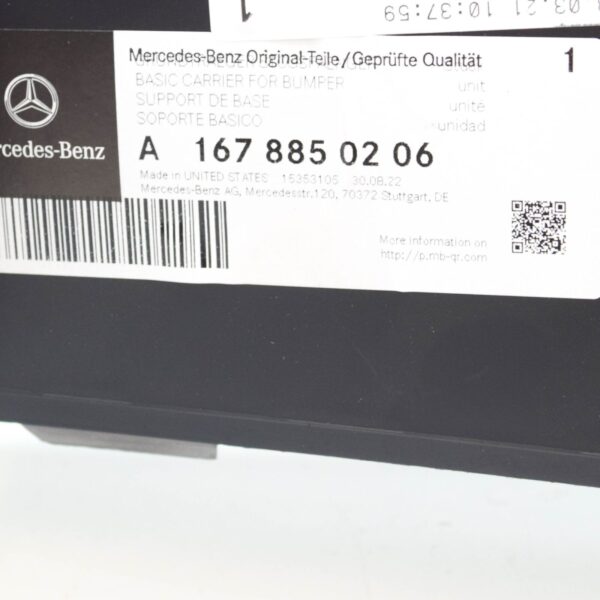 03.21 10:37:59
1
Mercedes-Benz Original-Teile/Geprüfte Qualität 1
BASIC CARRIER FOR BUMPER unit
SUPPORT DE BASE unité
SOPORTE BASICO unidad
A 167 885 02 06
Made in UNITED STATES 15353105 30.08.22
Mercedes-Benz AG, Mercedesstr.120, 70372 Stuttgart, DE
rcedes-Benz
More information on
http://p.mb-qr.com